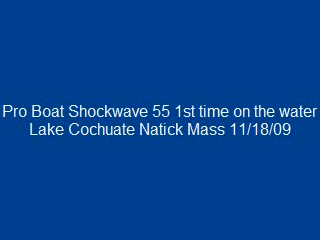 Pro Boat Shockwave 55 1st time on the water
Lake Cochuate Natick Mass 11/18/09